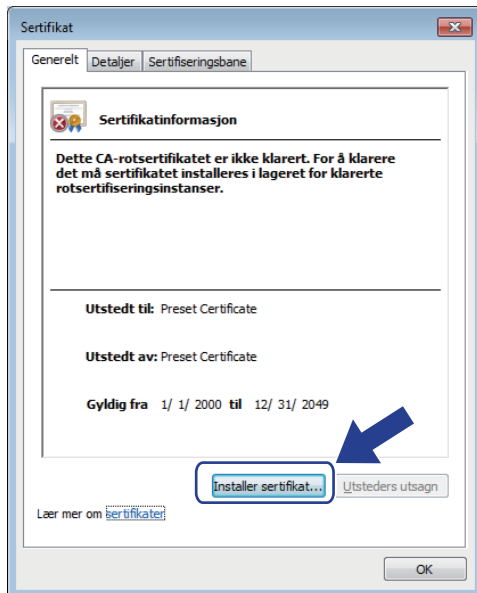 Sertifikat
Generelt Detaljer Sertifiseringsbane
Sertifikatinformasjon
Dette CA-rotsertifikatet er ikke klarert. For å klarere
det må sertifikatet installeres i lageret for klarerte
rotsertifiseringsinstanser.
Utstedt til: Preset Certificate
Utstedt av: Preset Certificate
Gyldig fra 1/ 1/ 2000 til 12/ 31/ 2049
Installer sertifikat... Utsteders utsagn
Lær mer om sertifikater
OK